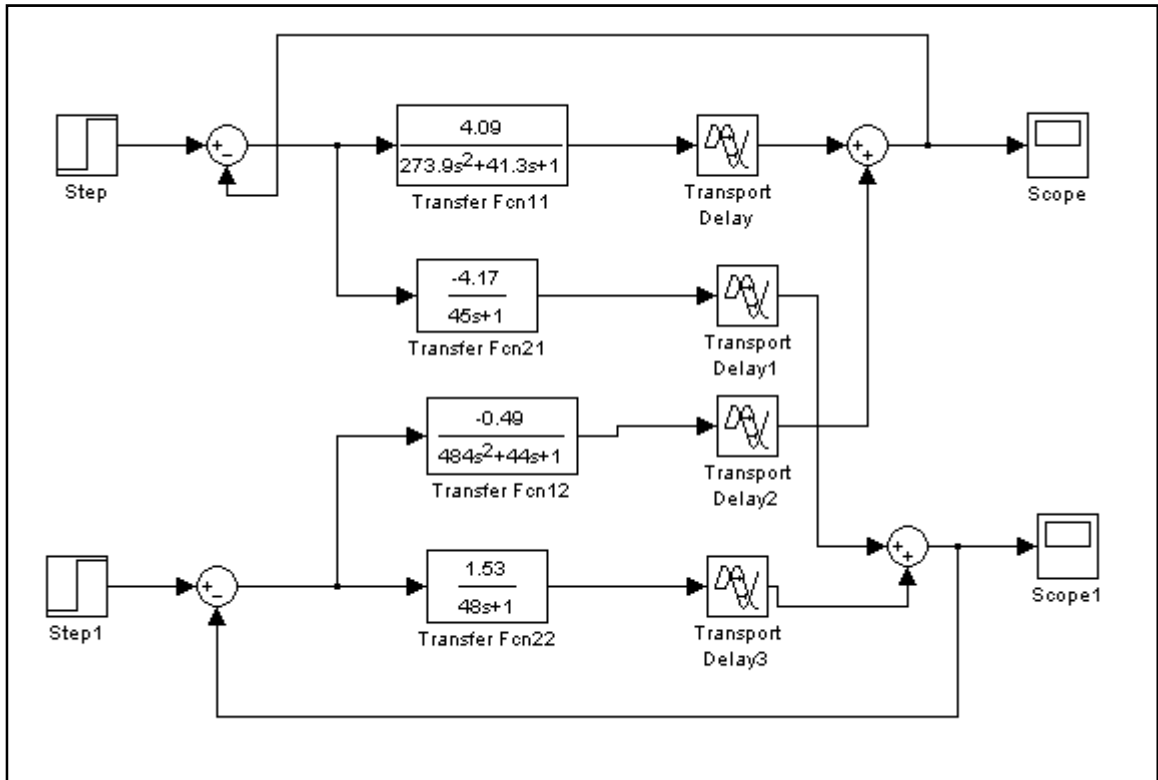 4.09
273.9s²+41.3s+1
Step
Transfer Fcn11
Transport
Delay
Scope
-4.17
45s+1
Transfer Fcn21
Transport
Delay1
-0.49
484s²+44s+1
Transfer Fcn12
Transport
Delay2
1.53
48s+1
Step1
Transfer Fcn22
Transport
Delay3
Scope1